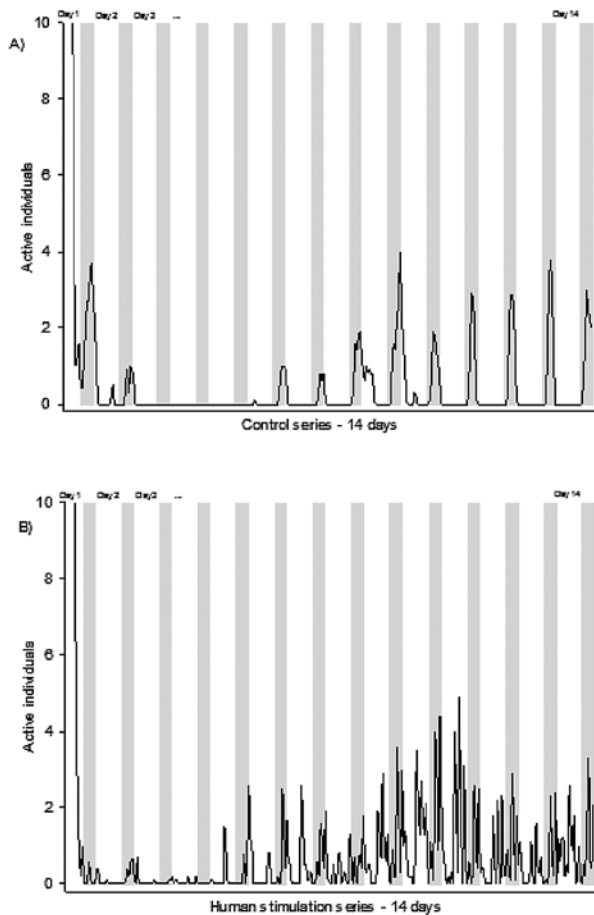 Day 1 Day 2 Day 3 ... Day 14
A)
10
8
6
4
2
0
Active individuals
Control series - 14 days
Day 1 Day 2 Day 3 ... Day 14
B)
10
8
6
4
2
0
Active individuals
Human stimulation series - 14 days